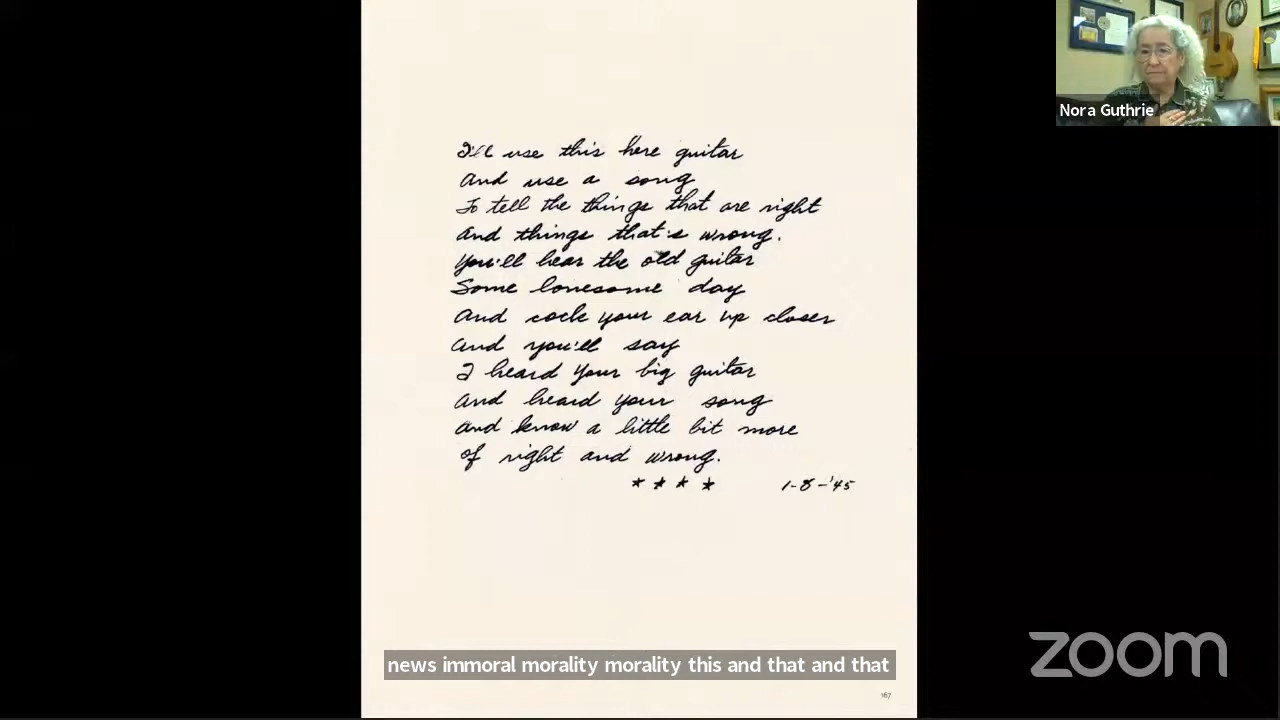 Nora Guthrie
I'll use this here guitar
And use a song
To tell the things that are right
And things that's wrong.
You'll hear the old guitar
Some lonesome day
And cock your ear up closer
And you'll say
I heard your big guitar
And heard your song
And know a little bit more
of right and wrong.
* * * * 1-8-'45
news immoral morality morality this and that and that
zoom
167